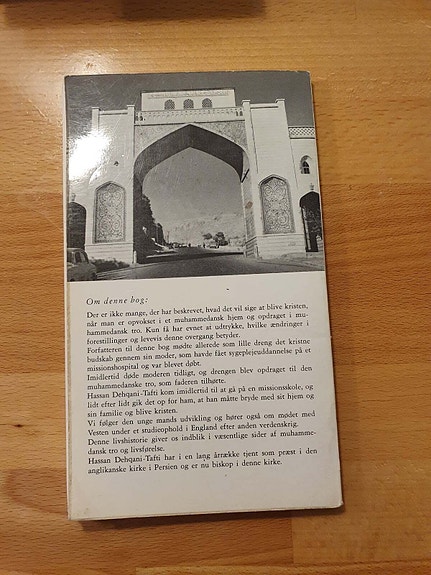 Om denne bog:
Der er ikke mange, der har beskrevet, hvad det vil sige at blive kristen,
når man er opvokset i et muhammedansk hjem og opdraget i mu-
hammedansk tro. Kun få har evnet at udtrykke, hvilke ændringer i
forestillinger og levevis denne overgang betyder.
Forfatteren til denne bog mødte allerede som lille dreng det kristne
budskab gennem sin moder, som havde fået sygeplejeuddannelse på et
missionshospital og var blevet døbt.
Imidlertid døde moderen tidligt, og drengen blev opdraget til den
muhammedanske tro, som faderen tilhørte.
Hassan Dehqani-Tafti kom imidlertid til at gå på en missionsskole, og
lidt efter lidt gik det op for ham, at han måtte bryde med sit hjem og
sin familie og blive kristen.
Vi følger den unge mands udvikling og hører også om mødet med
Vesten under et studieophold i England efter anden verdenskrig.
Denne livshistorie giver os indblik i væsentlige sider af muhamme-
dansk tro og livsførelse.
Hassan Dehqani-Tafti har i en lang årrække tjent som præst i den
anglikanske kirke i Persien og er nu biskop i denne kirke.